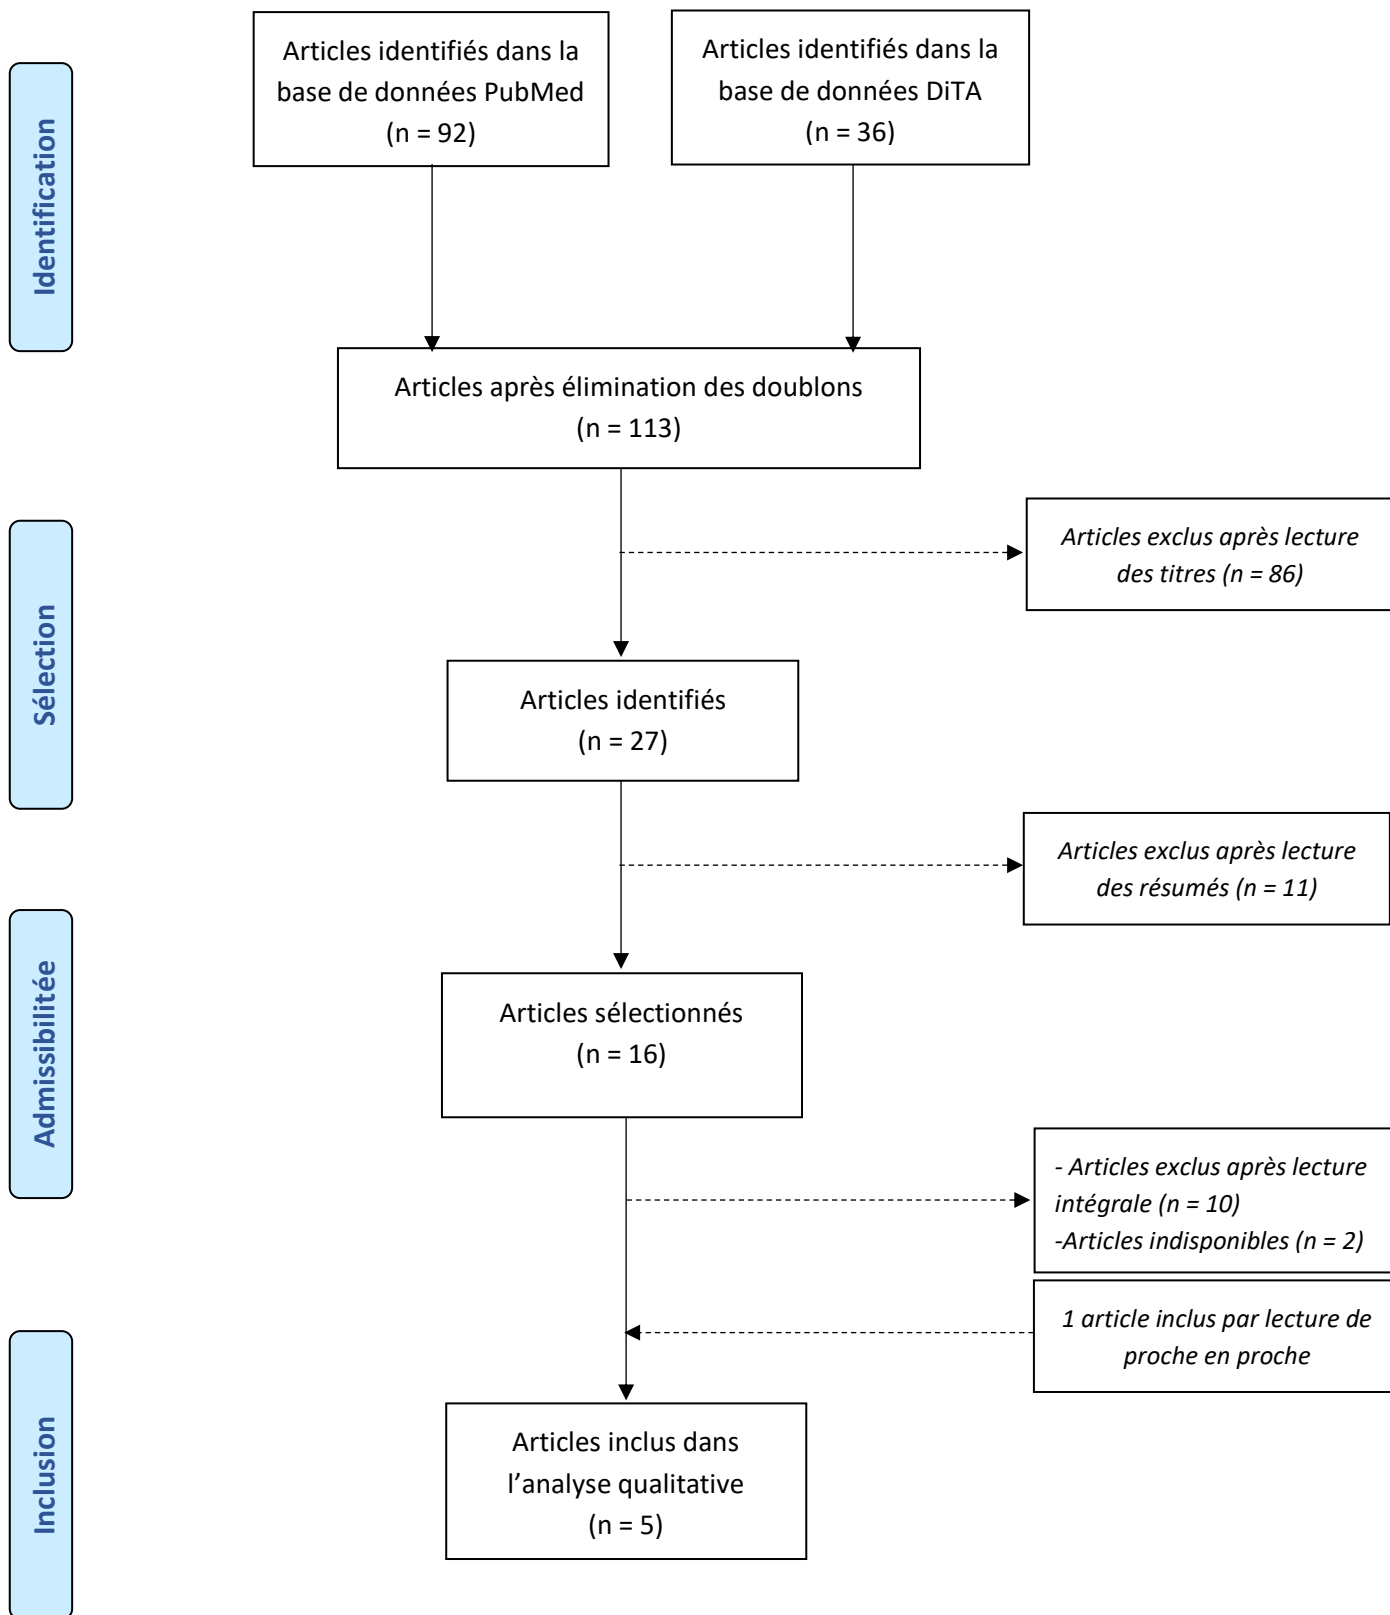 Identification
Articles identifiés dans la
base de données PubMed
(n = 92)
Articles identifiés dans la
base de données DiTA
(n = 36)
Articles après élimination des doublons
(n = 113)
Sélection
Articles exclus après lecture
des titres (n = 86)
Articles identifiés
(n = 27)
Articles exclus après lecture
des résumés (n = 11)
Admissibilitée
Articles sélectionnés
(n = 16)
- Articles exclus après lecture
intégrale (n = 10)
-Articles indisponibles (n = 2)
1 article inclus par lecture de
proche en proche
Inclusion
Articles inclus dans
l’analyse qualitative
(n = 5)